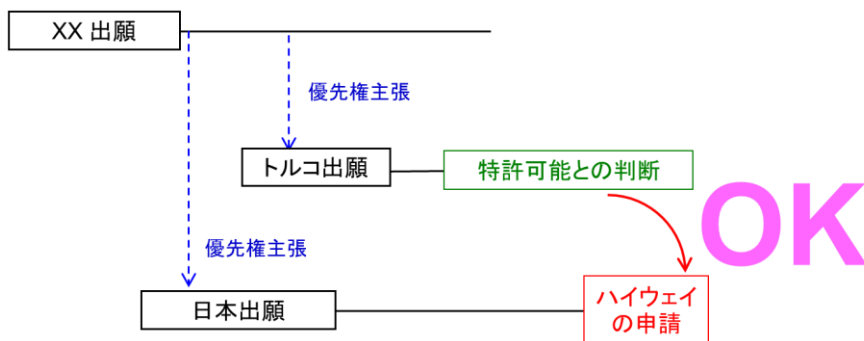 XX 出願
優先権主張
トルコ出願
特許可能との判断
OK
優先権主張
日本出願
ハイウェイ
の申請